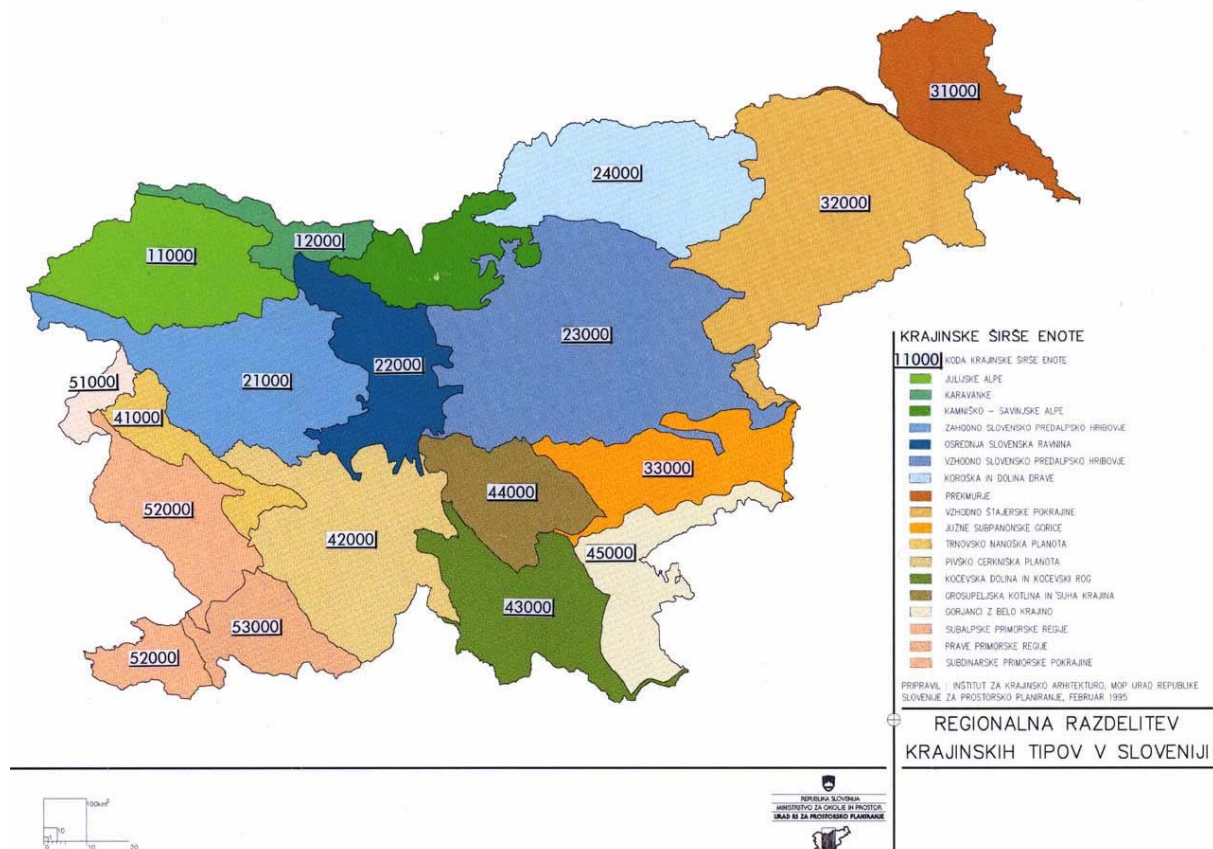 31000
24000
32000
12000
11000
23000
22000
51000
21000
41000
33000
44000
52000
42000
45000
43000
53000
52000
KRAJINSKE ŠIRŠE ENOTE
11000 KODA KRAJINSKE ŠIRŠE ENOTE
JULIJSKE ALPE
KARAVANKE
KAMNIŠKO – SAVINJSKE ALPE
ZAHODNO SLOVENSKO PREDALPSKO HRIBOVJE
OSREDNJA SLOVENSKA RAVNINA
VZHODNO SLOVENSKO PREDALPSKO HRIBOVJE
KOROŠKA IN DOLINA DRAVE
PREKMURJE
VZHODNO ŠTAJERSKE POKRAJINE
JUŽNE SUBPANONSKE GORICE
TRNOVSKO NANOŠKA PLANOTA
PIVŠKO CERKNIŠKA PLANOTA
KOČEVSKA DOLINA IN KOČEVSKI ROG
GROSUPELJSKA KOTLINA IN SUHA KRAJINA
GORJANCI Z BELO KRAJINO
SUBALPSKE PRIMORSKE REGIJE
PRAVE PRIMORSKE REGIJE
SUBDINARSKE PRIMORSKE POKRAJINE
PRIPRAVIL : INŠTITUT ZA KRAJINSKO ARHITEKTURO, MOP URAD REPUBLIKE
SLOVENIJE ZA PROSTORSKO PLANIRANJE, FEBRUAR 1995
REGIONALNA RAZDELITEV
KRAJINSKIH TIPOV V SLOVENIJI
100km²
10
0 10 20
REPUBLIKA SLOVENIJA
MINISTRSTVO ZA OKOLJE IN PROSTOR
URAD RS ZA PROSTORSKO PLANIRANJE